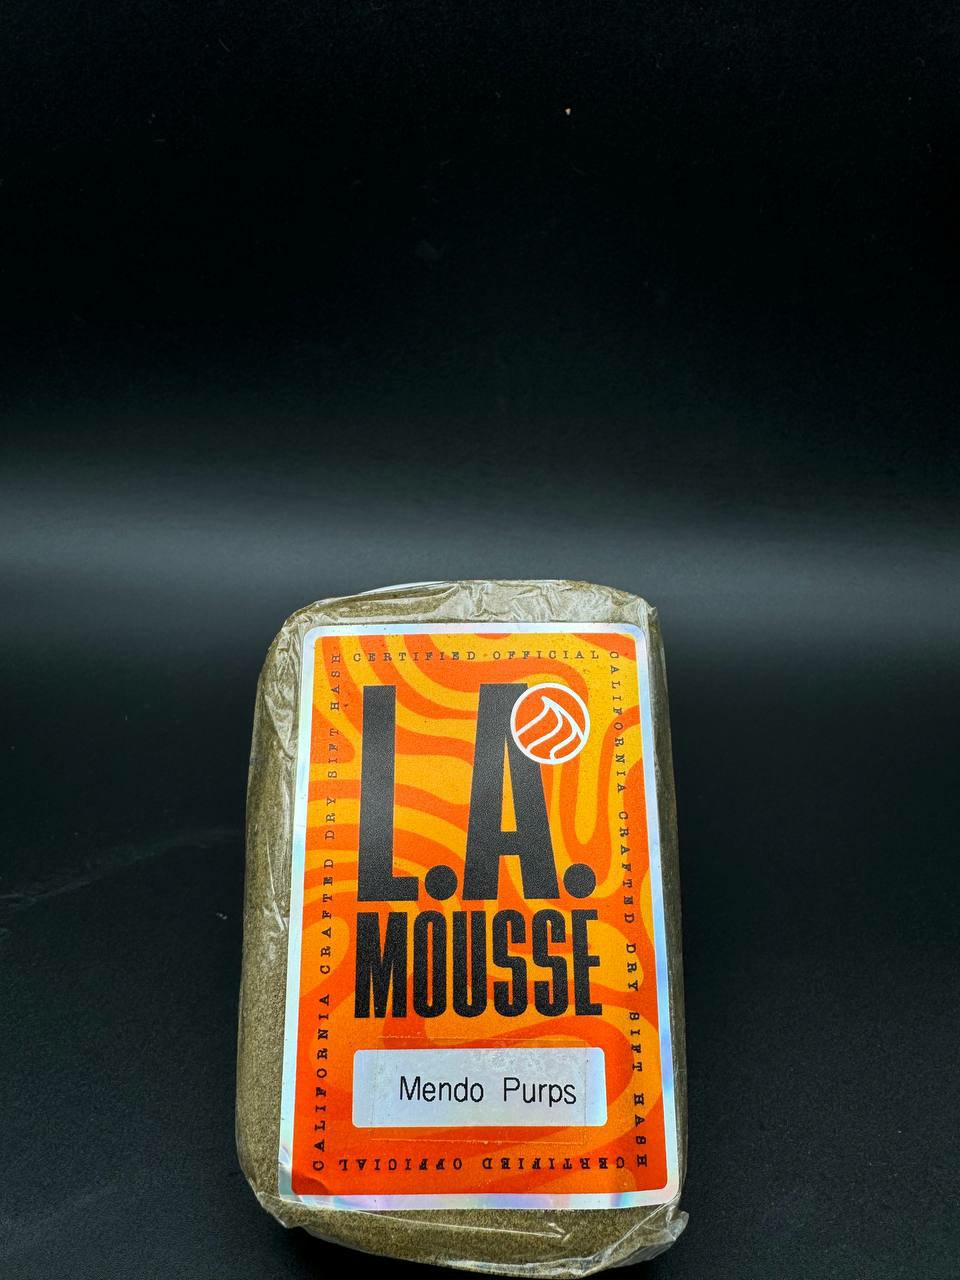 CERTIFIED OFFICIAL
CALIFORNIA CRAFTED DRY SIFT HASH
L.A.
MOUSSE
Mendo Purps
CERTIFIED OFFICIAL
CALIFORNIA CRAFTED DRY SIFT HASH